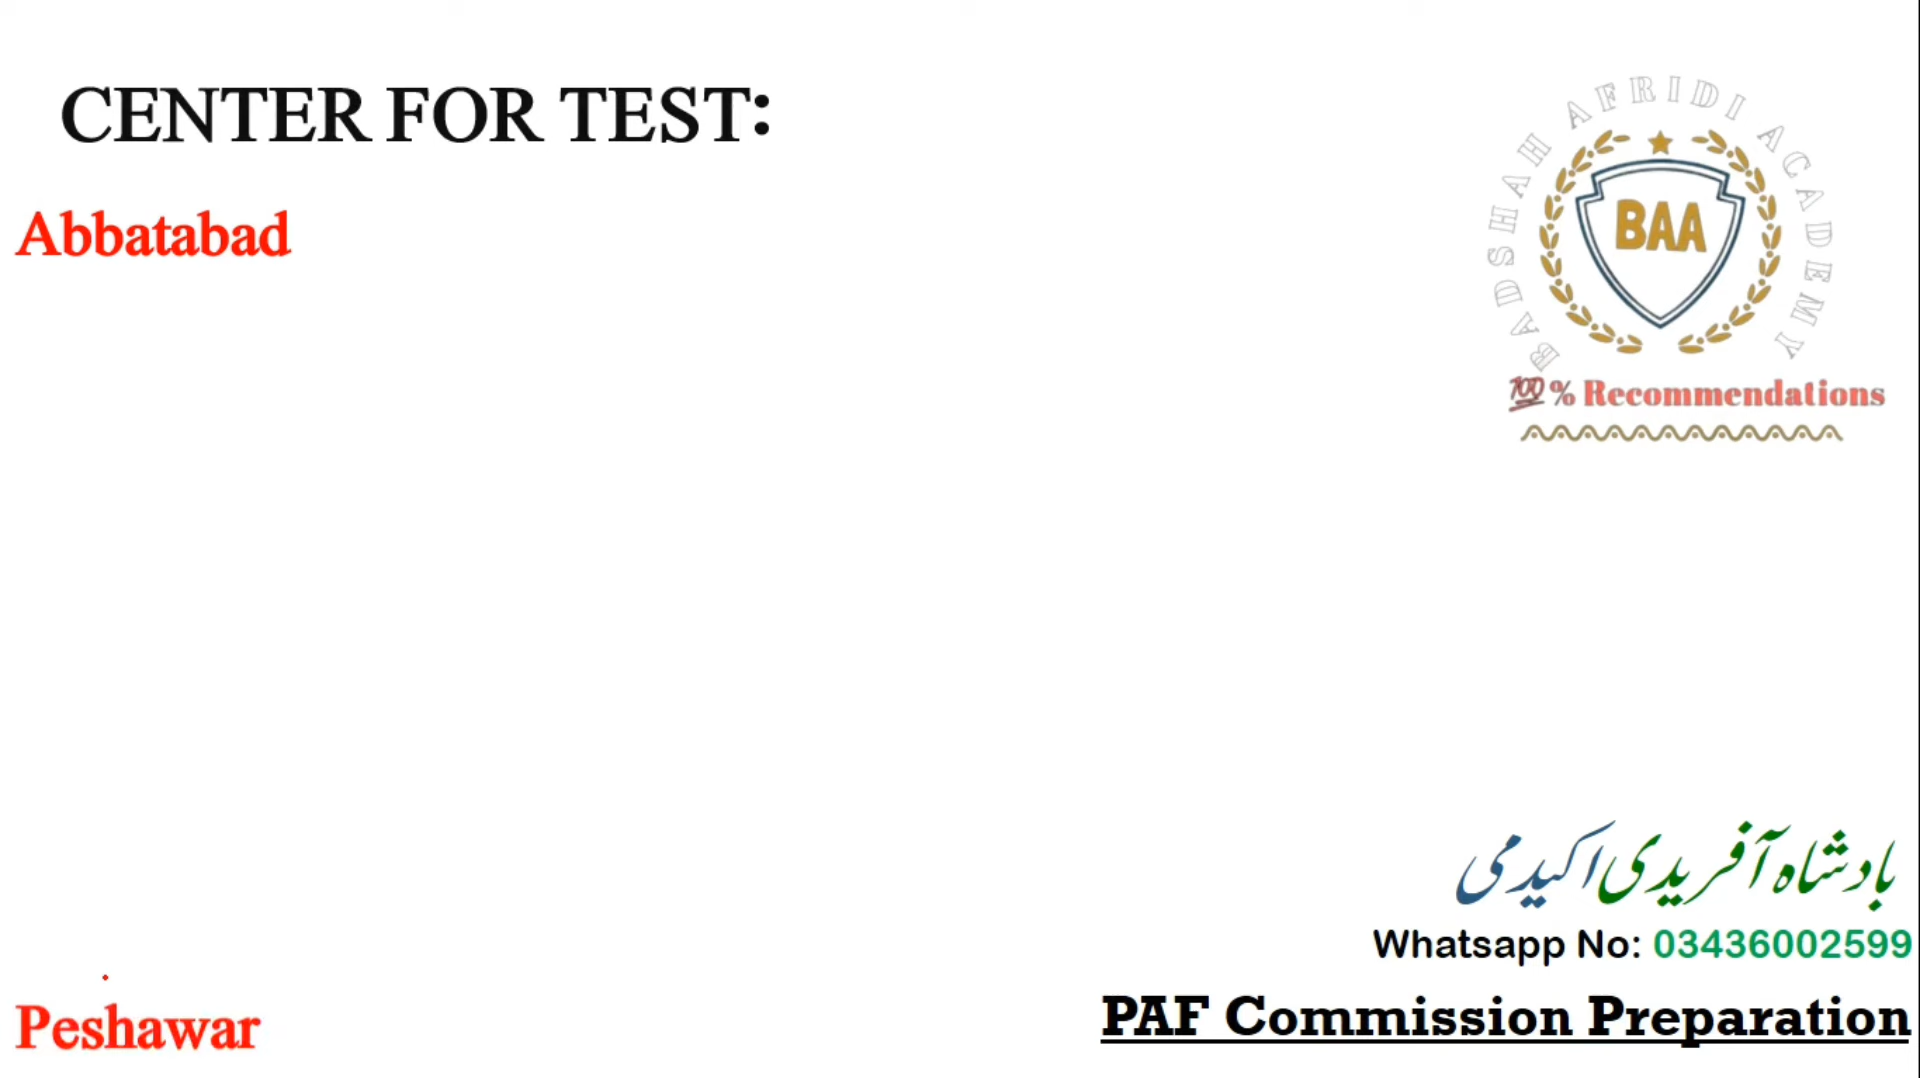 CENTER FOR TEST:
Abbatabad
BADSHAH AFRIDI ACADEMY
BAA
💯% Recommendations
بادشاہ آفریدی اکیڈمی
Whatsapp No: 03436002599
Peshawar
PAF Commission Preparation